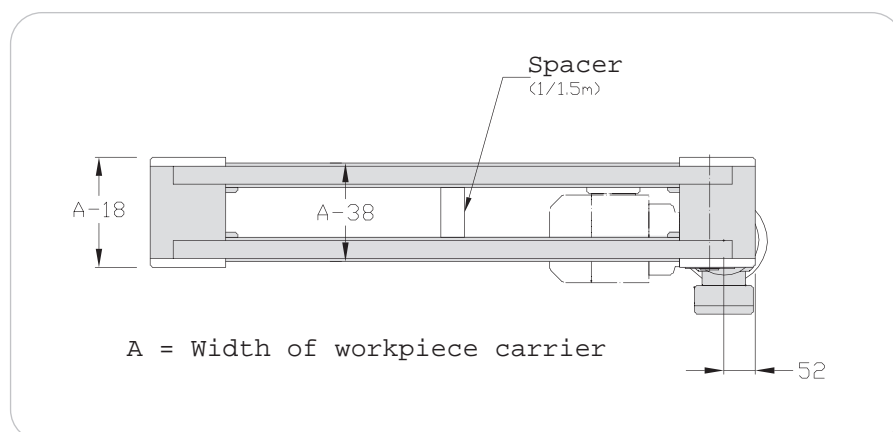 Spacer
(1/1.5m)
A-18
A-38
A = Width of workpiece carrier
52